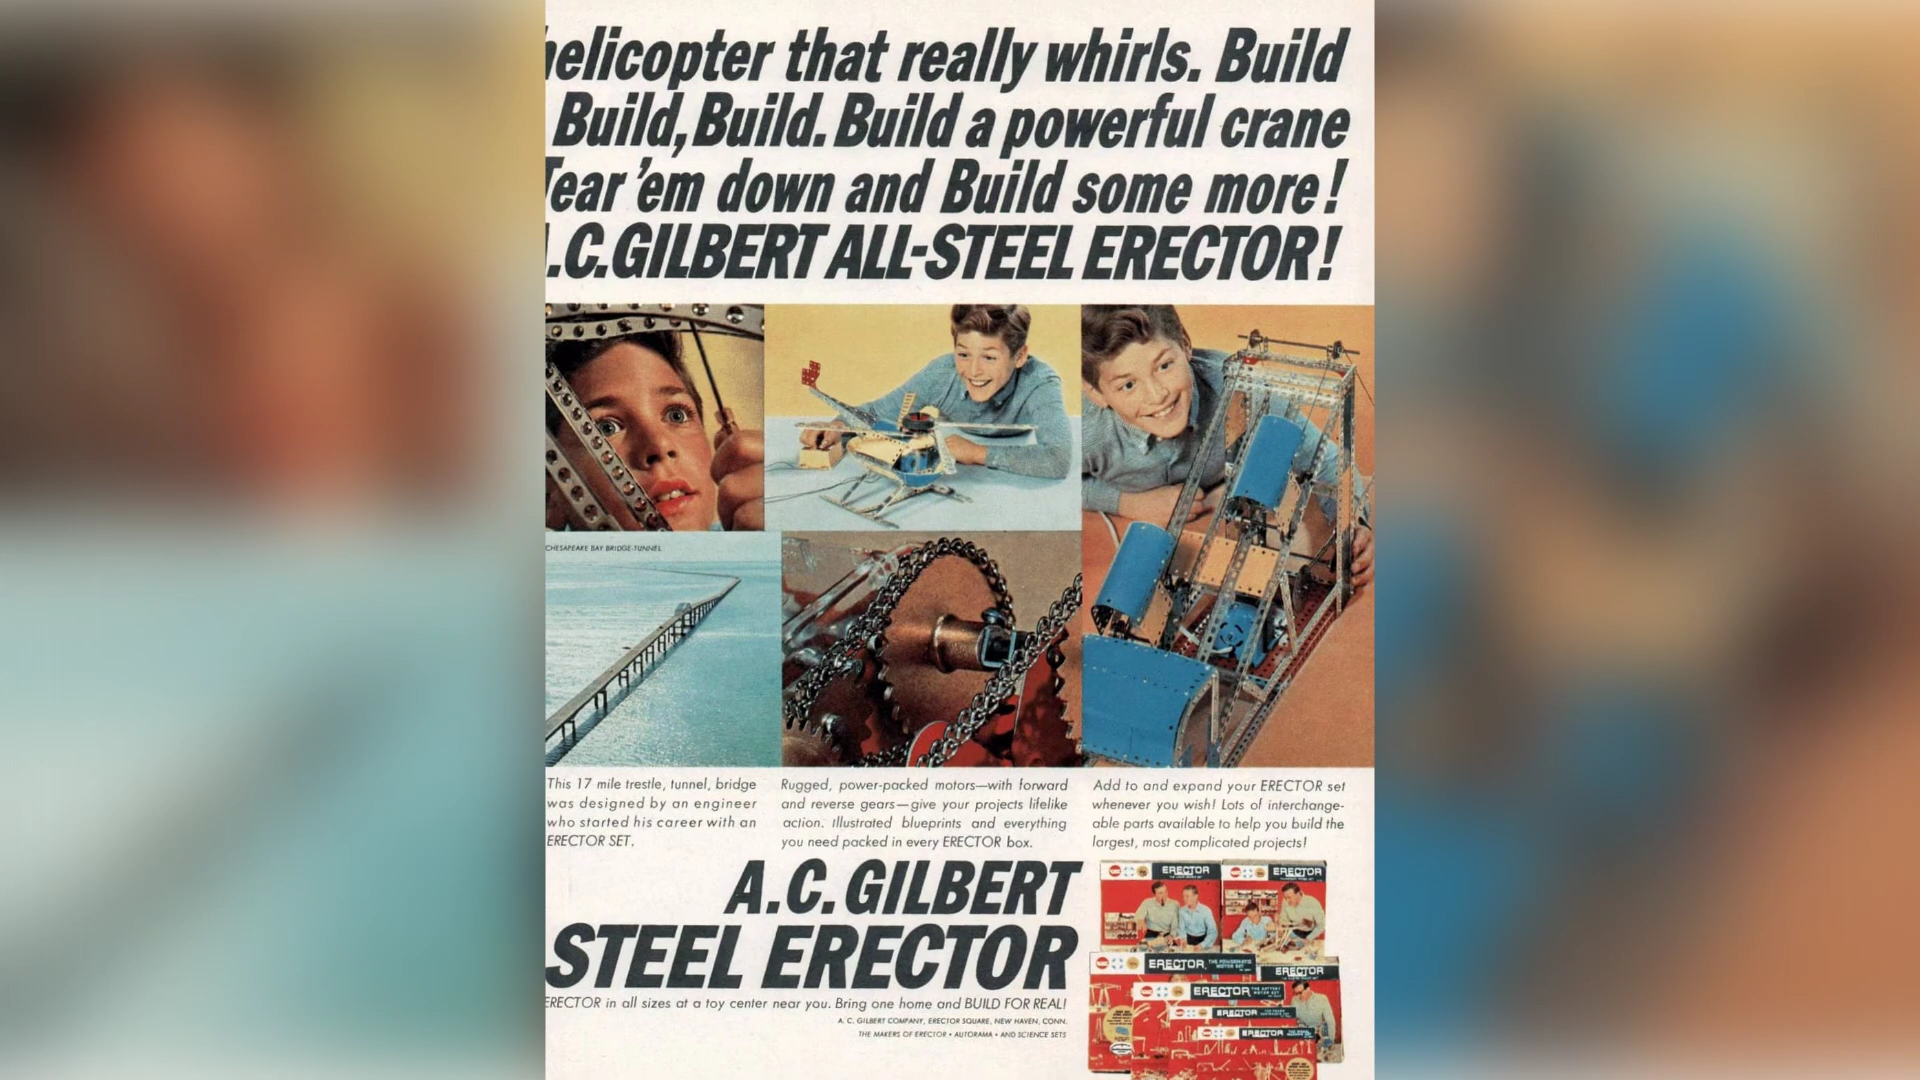 elicopter that really whirls. Build
Build, Build. Build a powerful crane
Tear 'em down and Build some more!
A.C. GILBERT ALL-STEEL ERECTOR!
CHESAPEAKE BAY BRIDGE-TUNNEL
This 17 mile trestle, tunnel, bridge
was designed by an engineer
who started his career with an
ERECTOR SET.
Rugged, power-packed motors—with forward
and reverse gears—give your projects lifelike
action. Illustrated blueprints and everything
you need packed in every ERECTOR box.
Add to and expand your ERECTOR set
whenever you wish! Lots of interchange-
able parts available to help you build the
largest, most complicated projects!
A.C. GILBERT
STEEL ERECTOR
ERECTOR in all sizes at a toy center near you. Bring one home and BUILD FOR REAL!
A. C. GILBERT COMPANY, ERECTOR SQUARE, NEW HAVEN, CONN.
THE MAKERS OF ERECTOR • AUTORAMA • AND SCIENCE SETS
ERECTOR
ERECTOR
ERECTOR
ERECTOR
ERECTOR
ERECTOR
ERECTOR